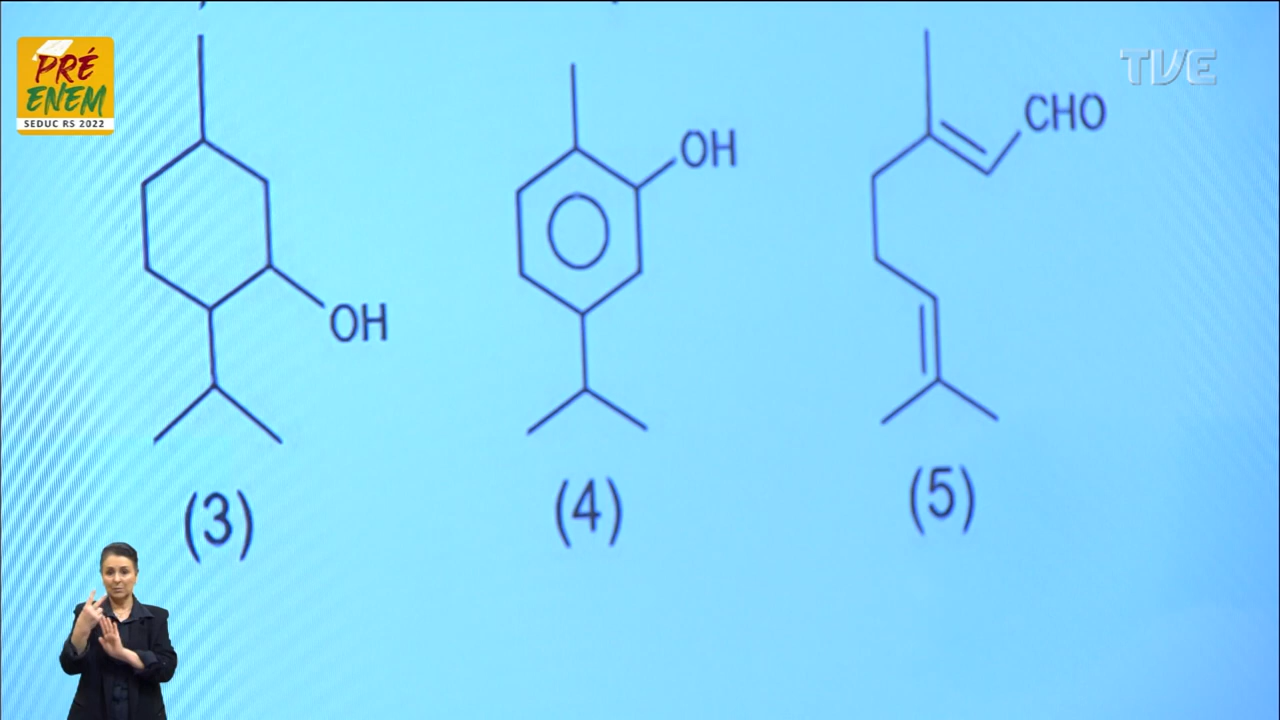 PRÉ
ENEM
SEDUC RS 2022
TVE
OH
OH
CHO
(3)
(4)
(5)